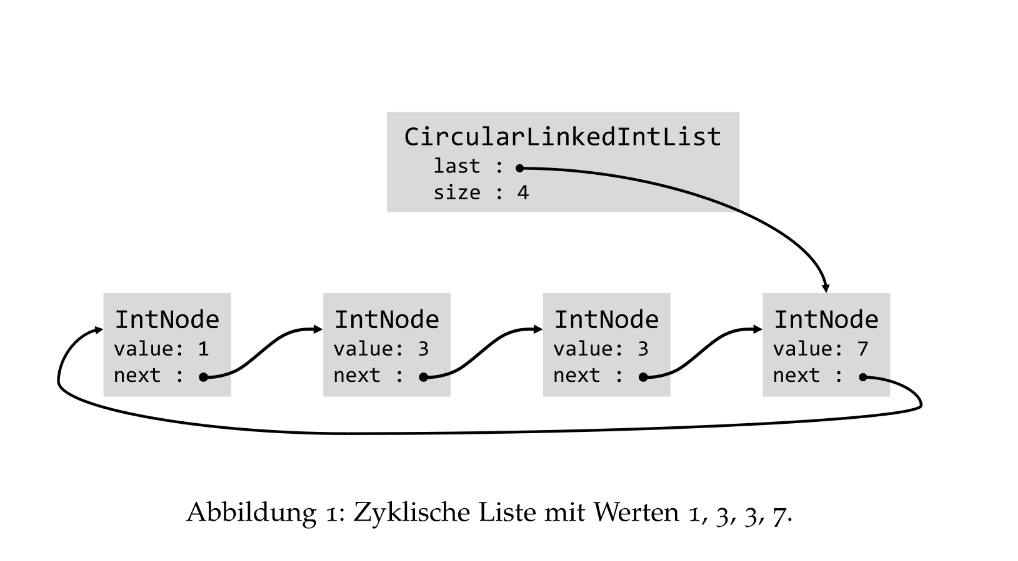 CircularLinkedIntList
last :
size : 4
IntNode
value: 1
next :
IntNode
value: 3
next :
IntNode
value: 3
next :
IntNode
value: 7
next :
Abbildung 1: Zyklische Liste mit Werten 1, 3, 3, 7.